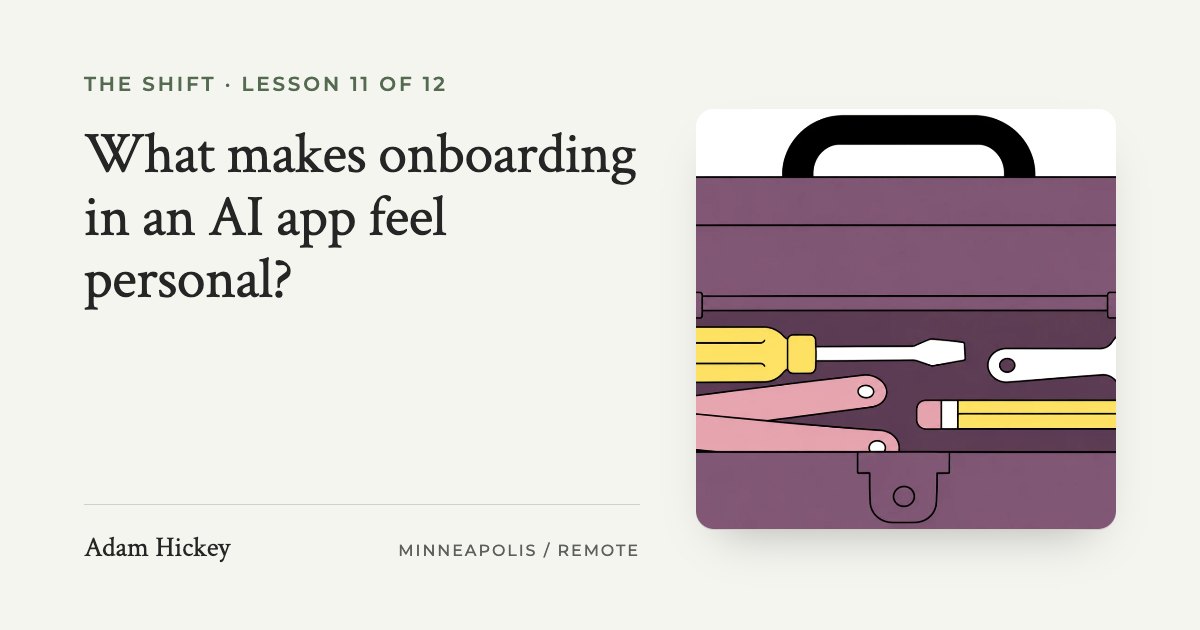 THE SHIFT · LESSON 11 OF 12
What makes onboarding
in an AI app feel
personal?
Adam Hickey
MINNEAPOLIS / REMOTE